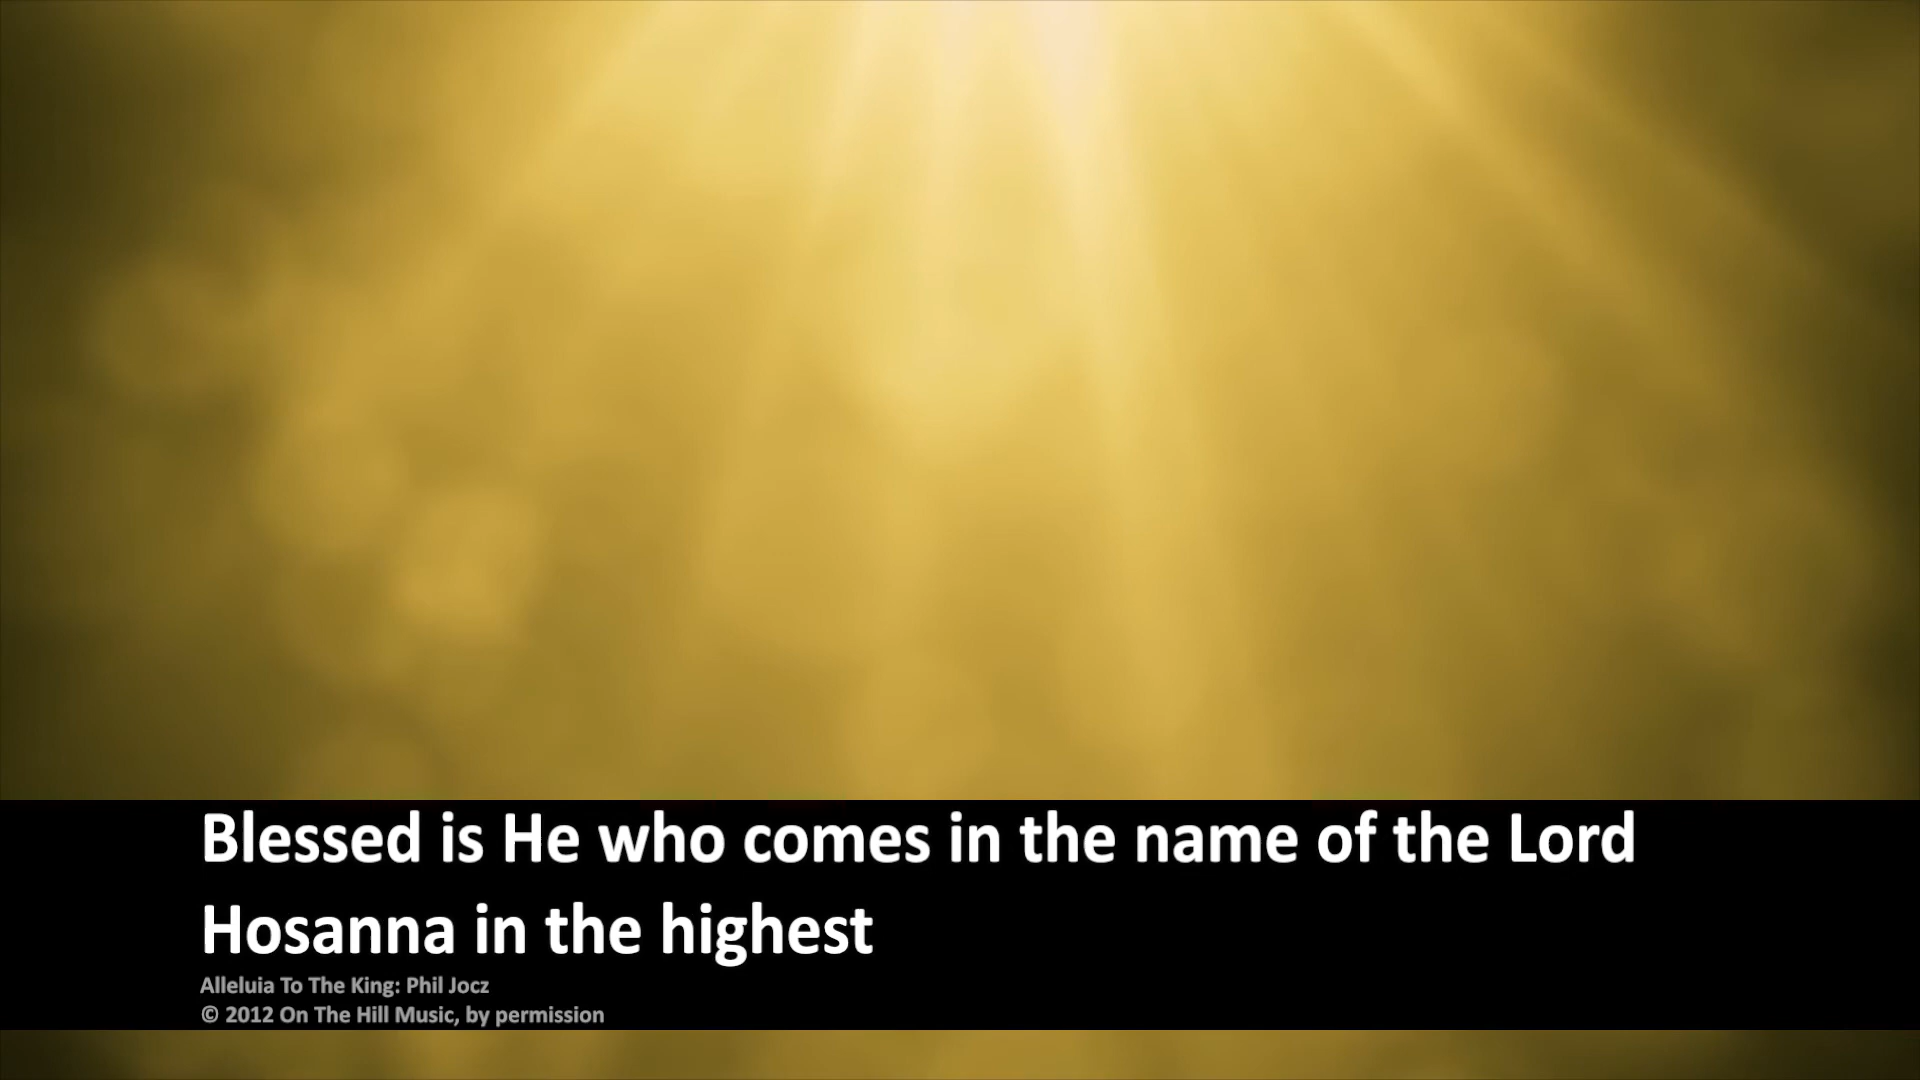 Blessed is He who comes in the name of the Lord
Hosanna in the highest
Alleluia To The King: Phil Jocz
© 2012 On The Hill Music, by permission